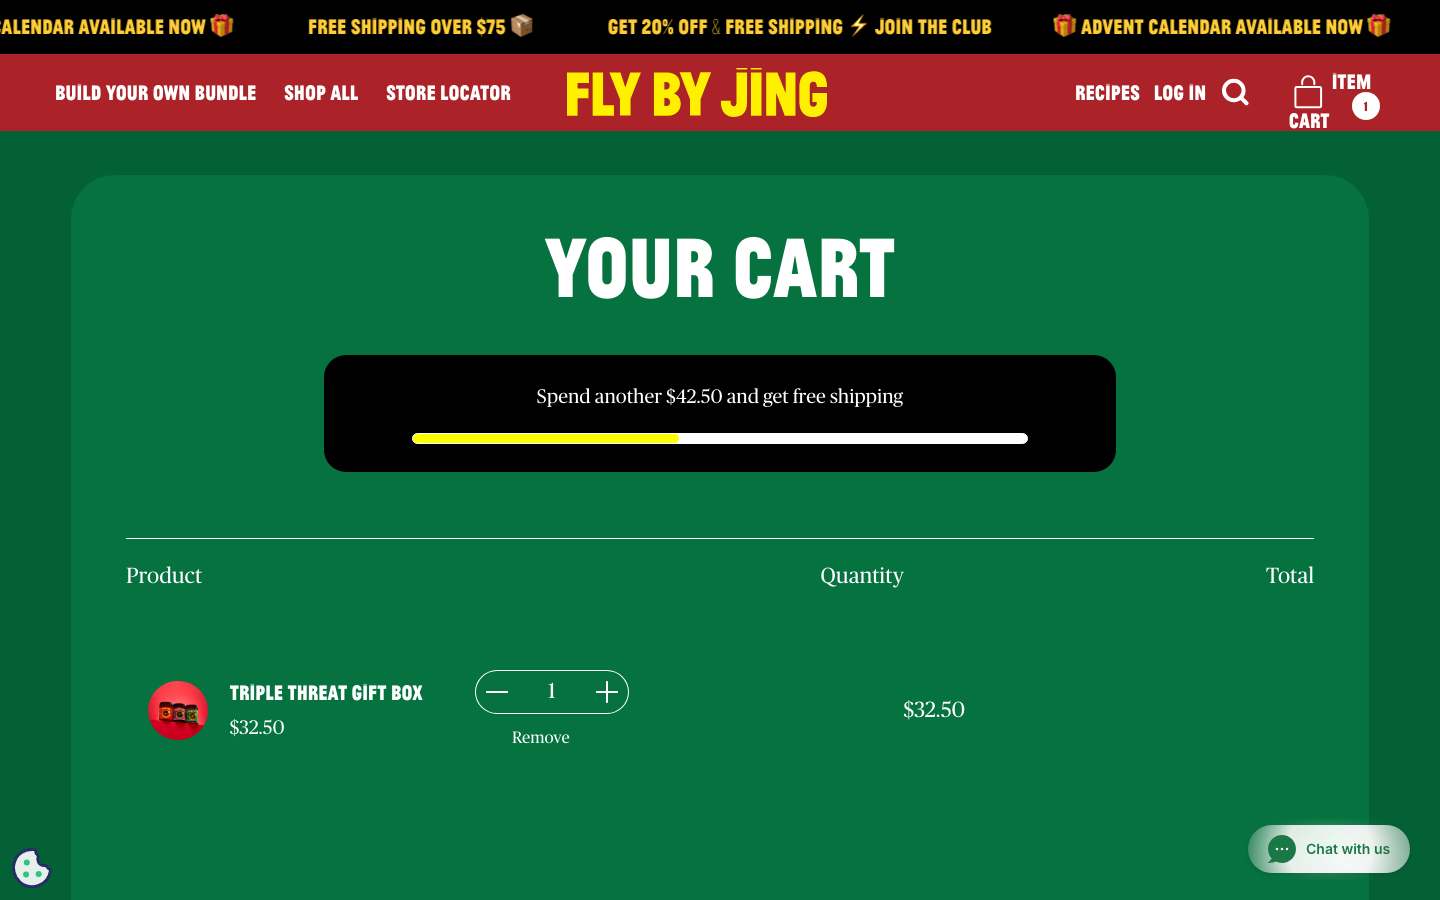 CALENDAR AVAILABLE NOW 🎁 FREE SHIPPING OVER $75 📦 GET 20% OFF & FREE SHIPPING ⚡ JOIN THE CLUB 🎁 ADVENT CALENDAR AVAILABLE NOW 🎁
BUILD YOUR OWN BUNDLE SHOP ALL STORE LOCATOR FLY BY JING RECIPES LOG IN CART ITEM 1
YOUR CART
Spend another $42.50 and get free shipping
Product Quantity Total
TRIPLE THREAT GIFT BOX 1 $32.50
$32.50 Remove
Chat with us